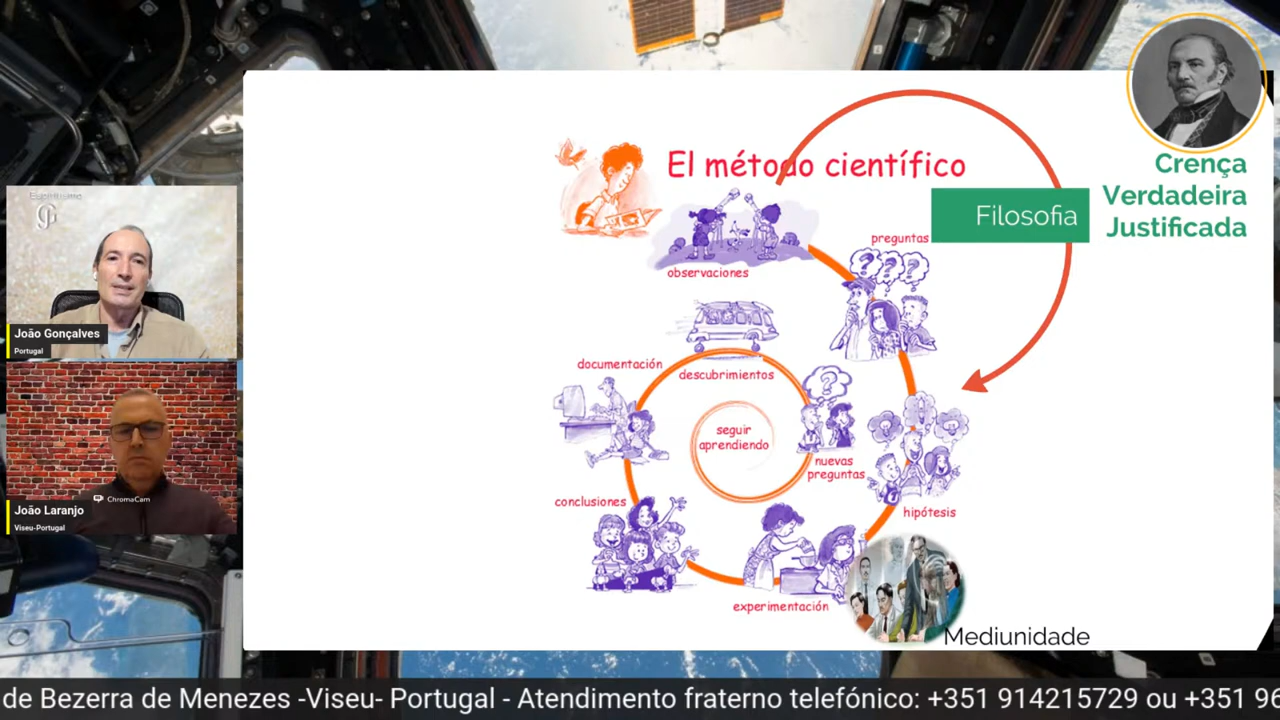 Crença
Verdadeira
Justificada
El método científico
Filosofia
preguntas
observaciones
documentación
descubrimientos
seguir
aprendiendo
nuevas
preguntas
conclusiones
hipótesis
experimentación
Mediunidade
Espiritismo
João Gonçalves
Portugal
ChromaCam
João Laranjo
Viseu-Portugal
de Bezerra de Menezes -Viseu- Portugal - Atendimento fraterno telefónico: +351 914215729 ou +351 96